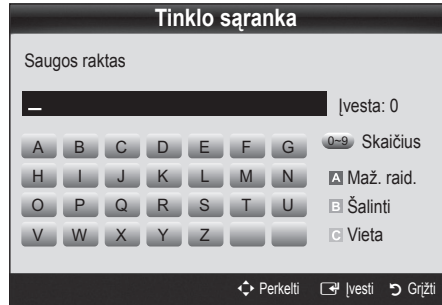 Tinklo sąranka
Saugos raktas
_ Įvesta: 0
A B C D E F G 0~9 Skaičius
H I J K L M N A Maž. raid.
O P Q R S T U B Šalinti
V W X Y Z C Vieta
Perkelti Įvesti Grįžti